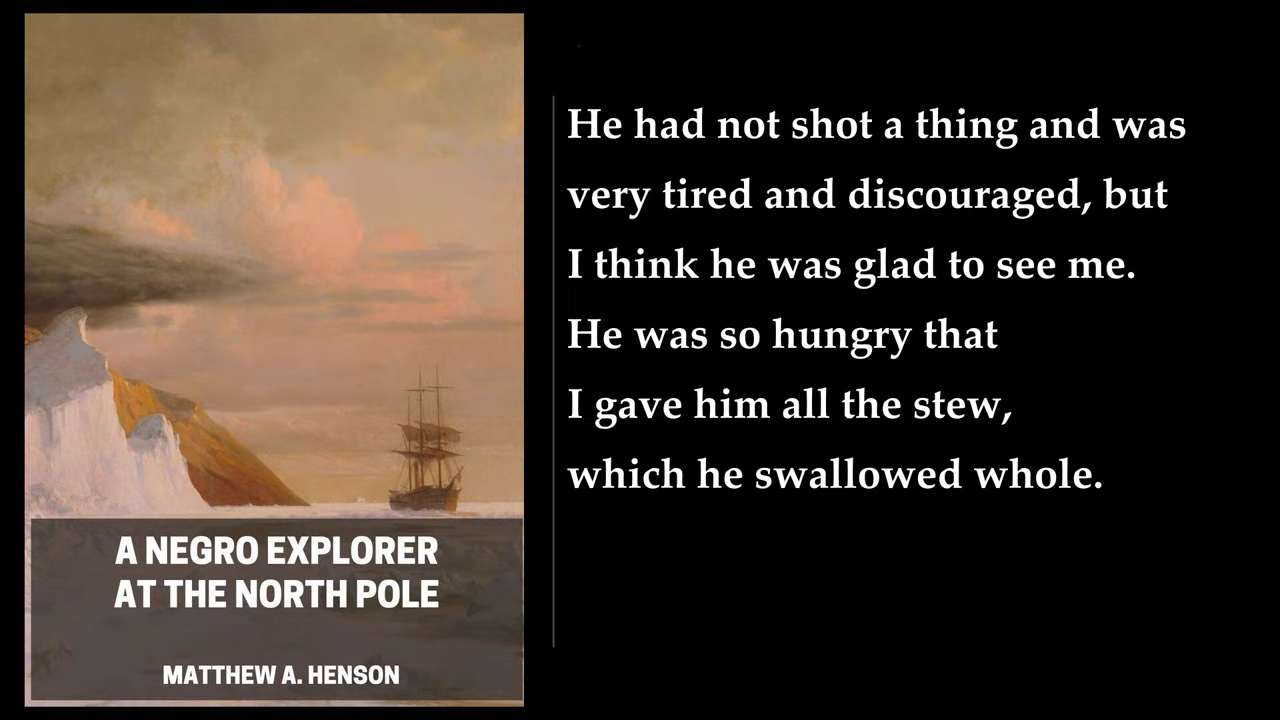 He had not shot a thing and was
very tired and discouraged, but
I think he was glad to see me.
He was so hungry that
I gave him all the stew,
which he swallowed whole.
A NEGRO EXPLORER
AT THE NORTH POLE
MATTHEW A. HENSON